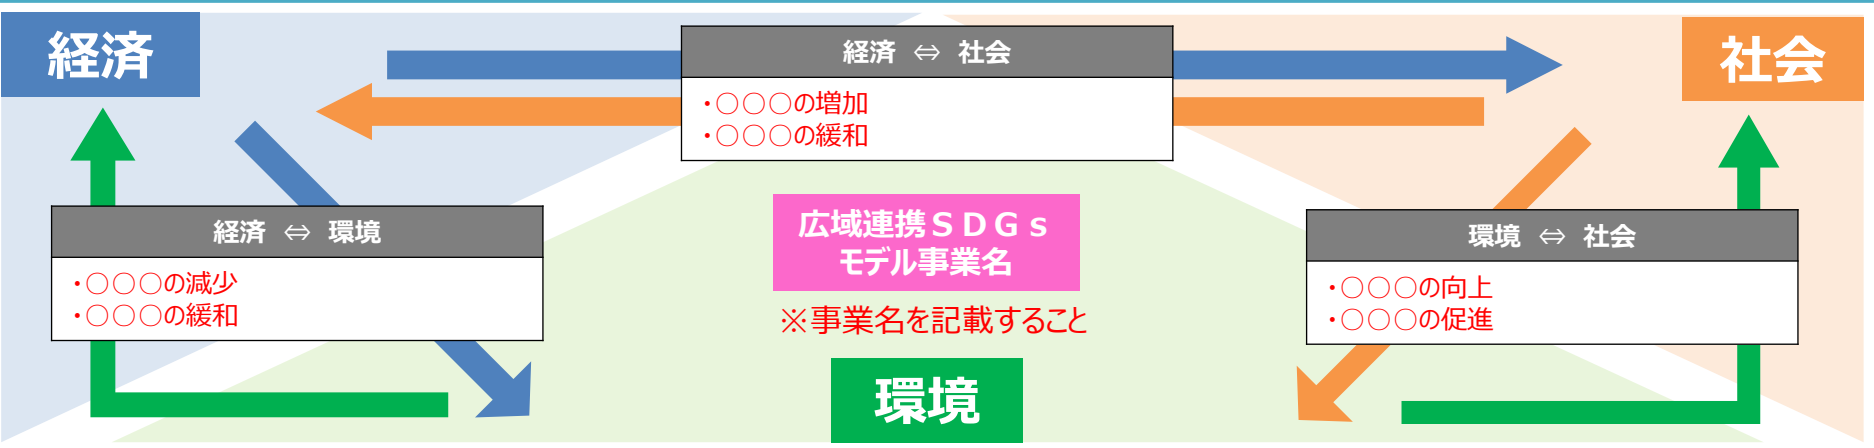 経済
経済 ⇔ 社会
・○○○の増加
・○○○の緩和
社会
経済 ⇔ 環境
・○○○の減少
・○○○の緩和
広域連携ＳＤＧｓ
モデル事業名
※事業名を記載すること
環境 ⇔ 社会
・○○○の向上
・○○○の促進
環境